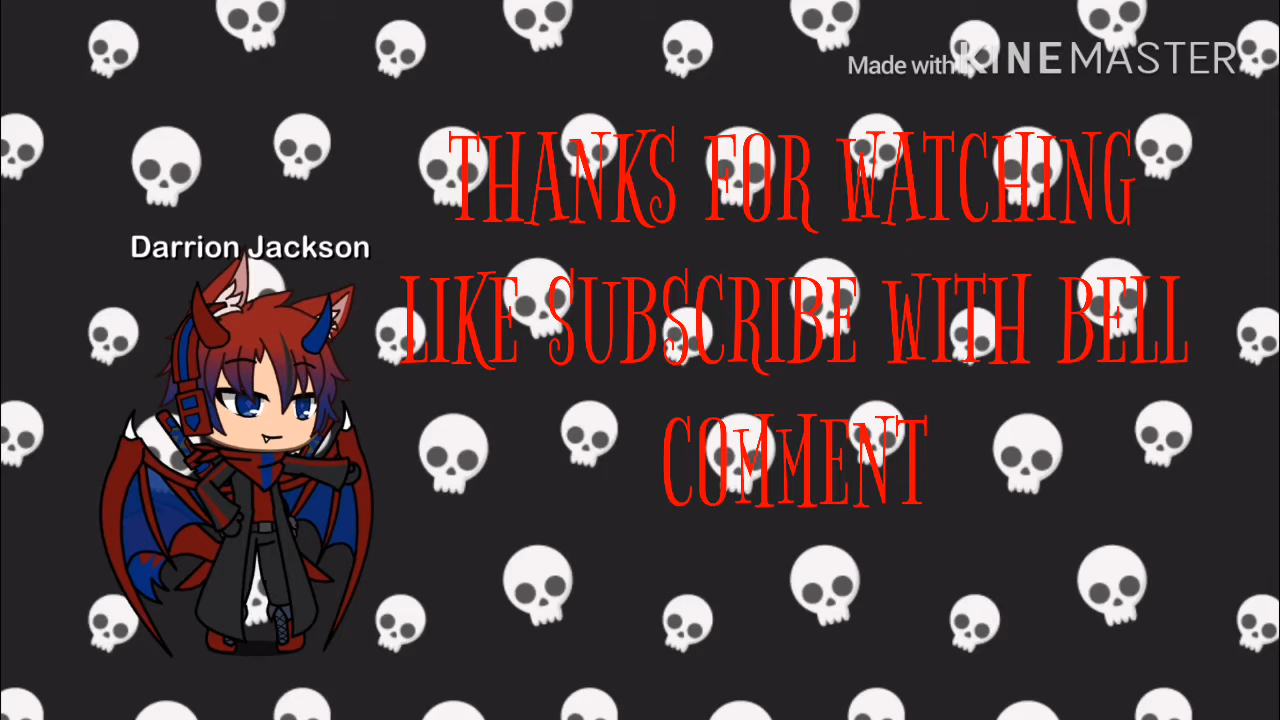 Made with KINEMASTER
THANKS FOR WATCHING
LIKE SUBSCRIBE WITH BELL
COMMENT
Darrion Jackson